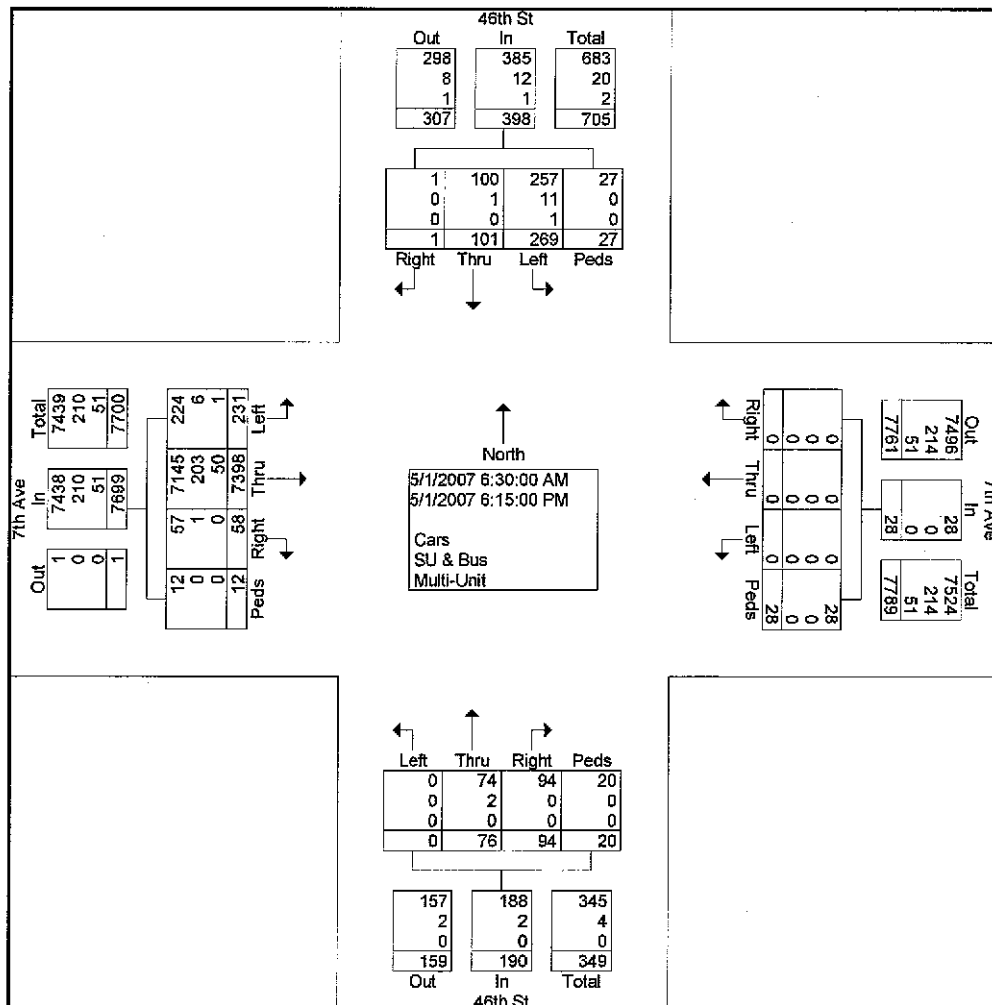 46th St
Out In Total
298 385 683
8 12 20
1 1 2
307 398 705
1 100 257 27
0 1 11 0
0 0 1 0
1 101 269 27
Right Thru Left Peds
7th Ave
Total
7439
210
51
7700
In
7438
210
51
7699
Out
1
0
0
1
224 6 1 231 Left
7145 203 50 7398 Thru
57 1 0 58 Right
12 0 0 12 Peds
North
5/1/2007 6:30:00 AM
5/1/2007 6:15:00 PM
Cars
SU & Bus
Multi-Unit
Right 0 0 0 0
Thru 0 0 0 0
Left 0 0 0 0
Peds 28 0 0 28
7th Ave
Out
7496
214
51
7761
In
28
0
0
28
Total
7524
214
51
7789
Left Thru Right Peds
0 74 94 20
0 2 0 0
0 0 0 0
0 76 94 20
157 188 345
2 2 4
0 0 0
159 190 349
Out In Total
46th St